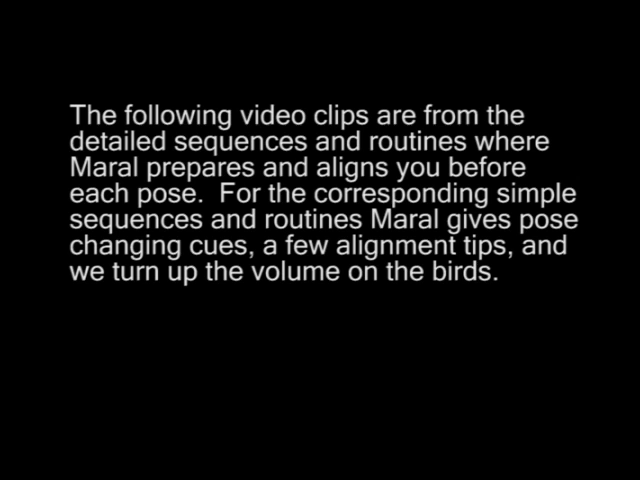 The following video clips are from the
detailed sequences and routines where
Maral prepares and aligns you before
each pose.  For the corresponding simple
sequences and routines Maral gives pose
changing cues, a few alignment tips, and
we turn up the volume on the birds.